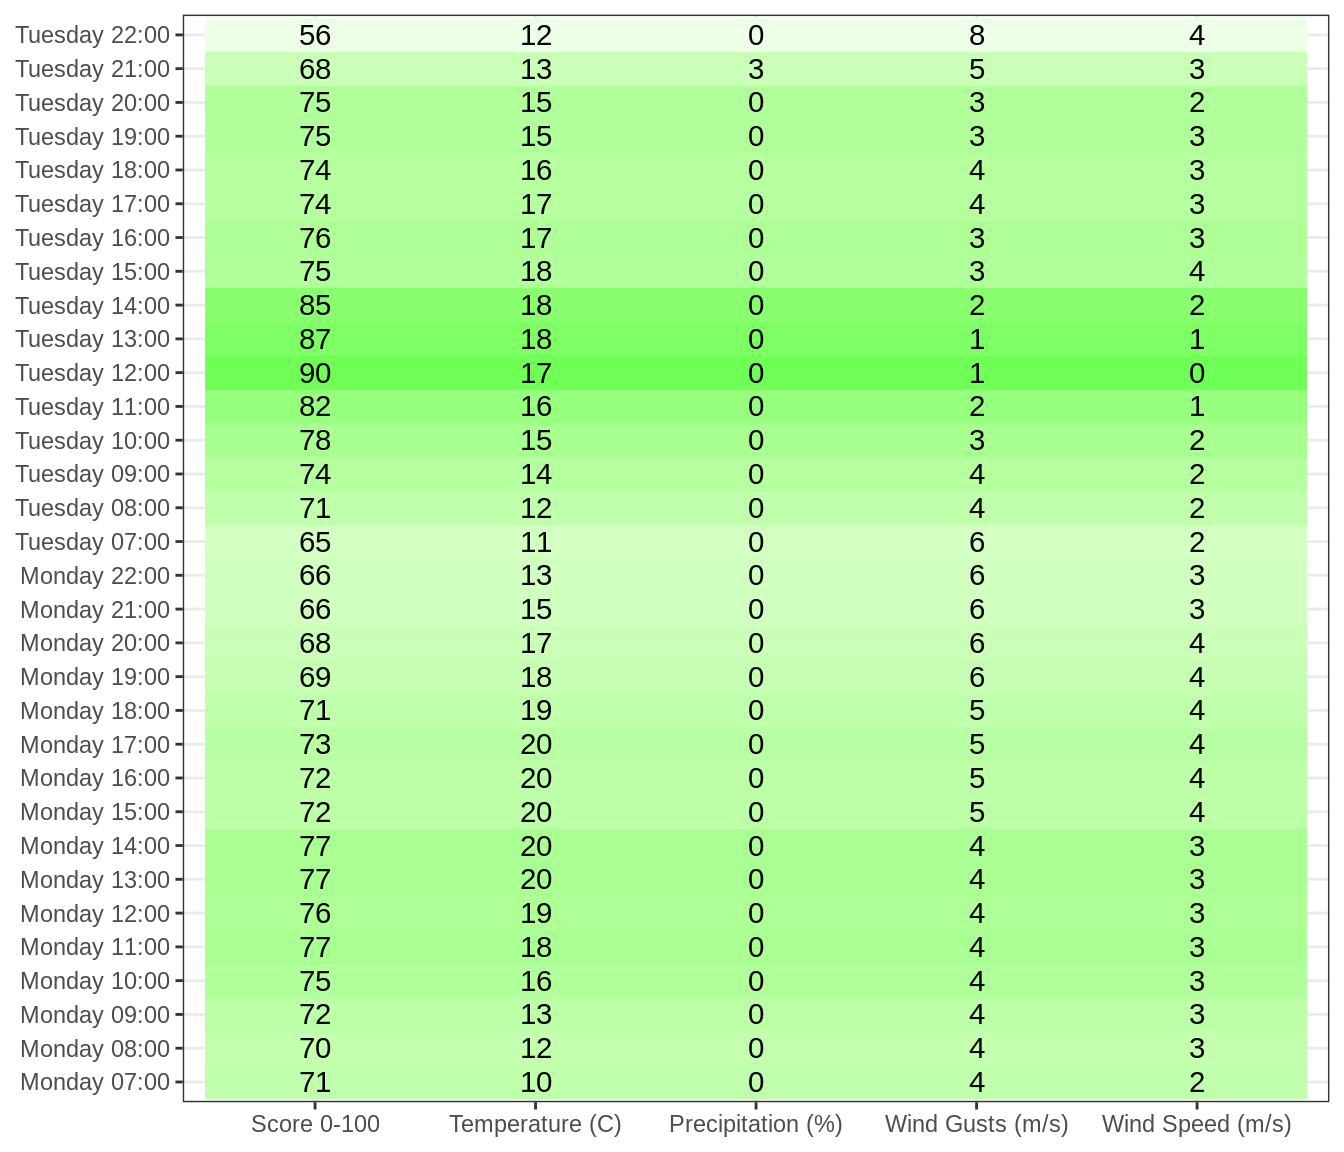 Tuesday 22:00 56 12 0 8 4
Tuesday 21:00 68 13 3 5 3
Tuesday 20:00 75 15 0 3 2
Tuesday 19:00 75 15 0 3 3
Tuesday 18:00 74 16 0 4 3
Tuesday 17:00 74 17 0 4 3
Tuesday 16:00 76 17 0 3 3
Tuesday 15:00 75 18 0 3 4
Tuesday 14:00 85 18 0 2 2
Tuesday 13:00 87 18 0 1 1
Tuesday 12:00 90 17 0 1 0
Tuesday 11:00 82 16 0 2 1
Tuesday 10:00 78 15 0 3 2
Tuesday 09:00 74 14 0 4 2
Tuesday 08:00 71 12 0 4 2
Tuesday 07:00 65 11 0 6 2
Monday 22:00 66 13 0 6 3
Monday 21:00 66 15 0 6 3
Monday 20:00 68 17 0 6 4
Monday 19:00 69 18 0 6 4
Monday 18:00 71 19 0 5 4
Monday 17:00 73 20 0 5 4
Monday 16:00 72 20 0 5 4
Monday 15:00 72 20 0 5 4
Monday 14:00 77 20 0 4 3
Monday 13:00 77 20 0 4 3
Monday 12:00 76 19 0 4 3
Monday 11:00 77 18 0 4 3
Monday 10:00 75 16 0 4 3
Monday 09:00 72 13 0 4 3
Monday 08:00 70 12 0 4 3
Monday 07:00 71 10 0 4 2
Score 0-100 Temperature (C) Precipitation (%) Wind Gusts (m/s) Wind Speed (m/s)